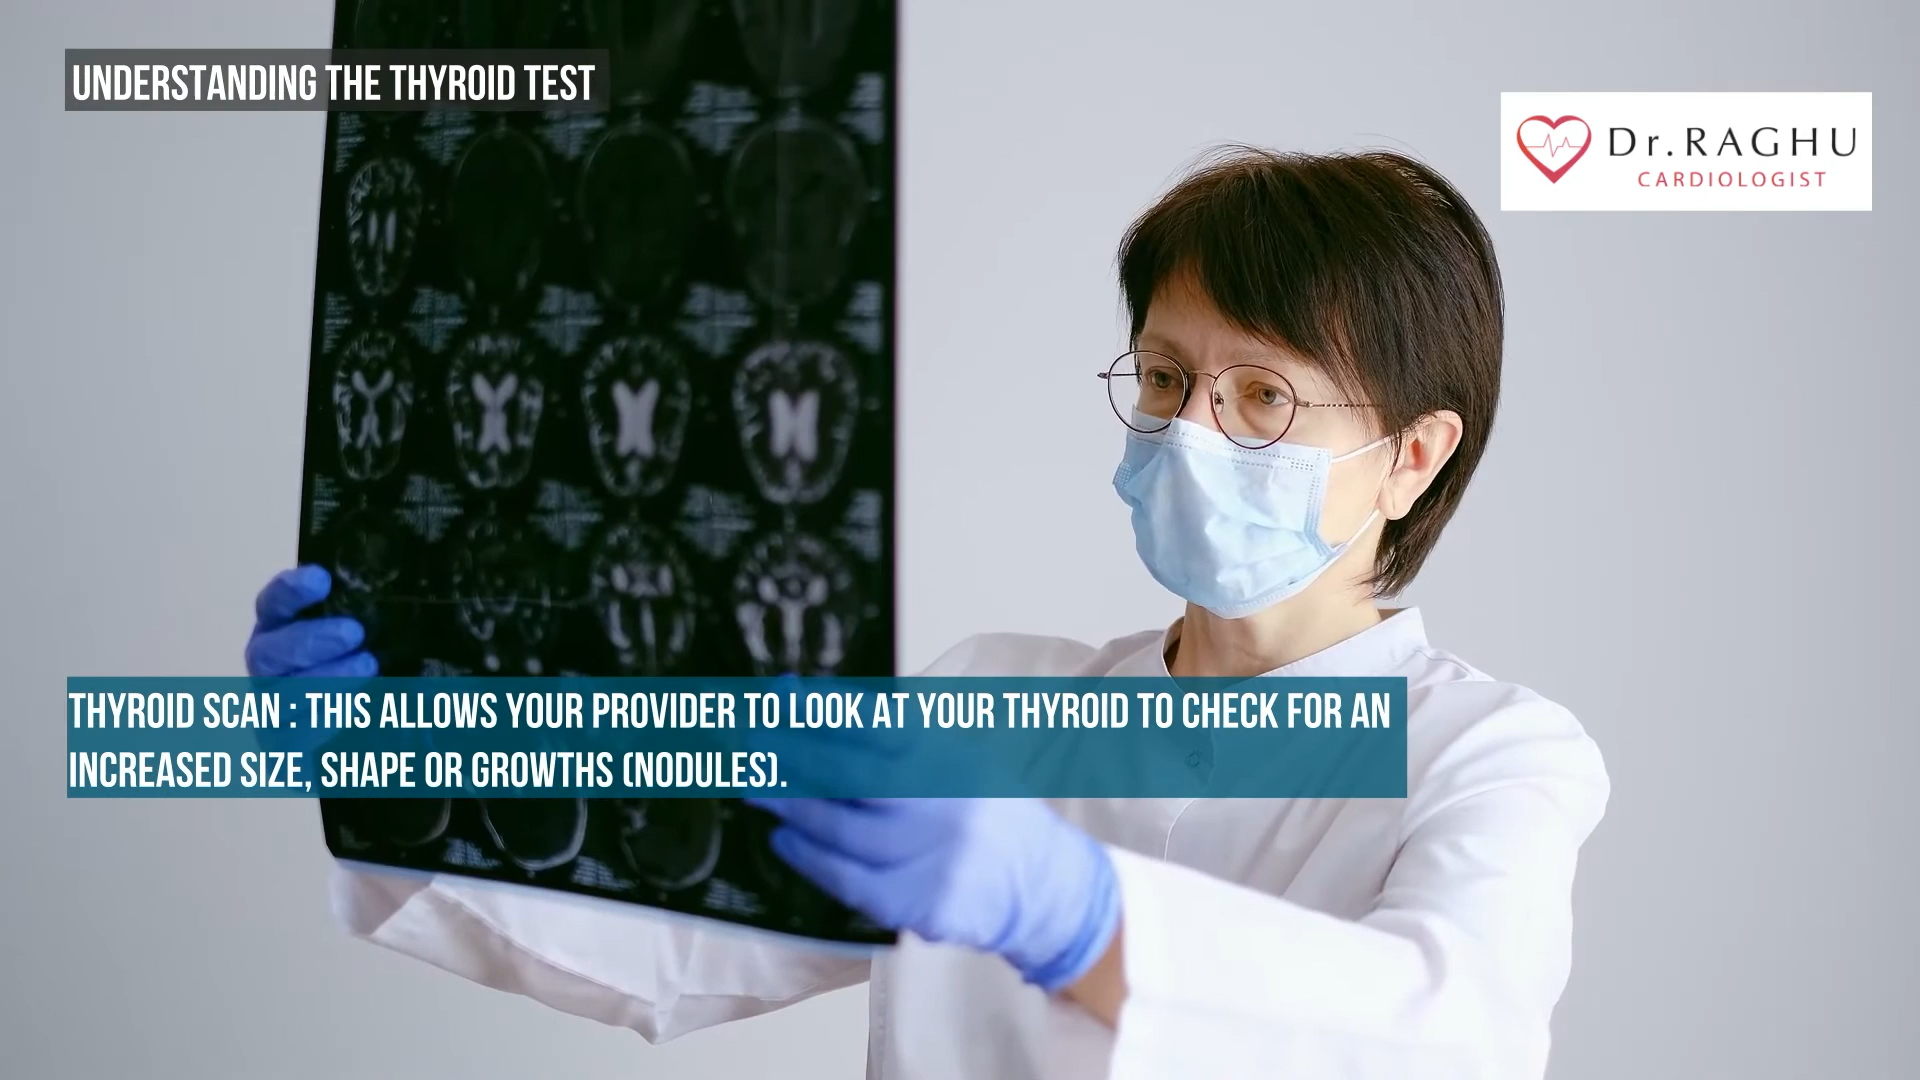 UNDERSTANDING THE THYROID TEST
Dr.RAGHU
CARDIOLOGIST
THYROID SCAN : THIS ALLOWS YOUR PROVIDER TO LOOK AT YOUR THYROID TO CHECK FOR AN
INCREASED SIZE, SHAPE OR GROWTHS (NODULES).